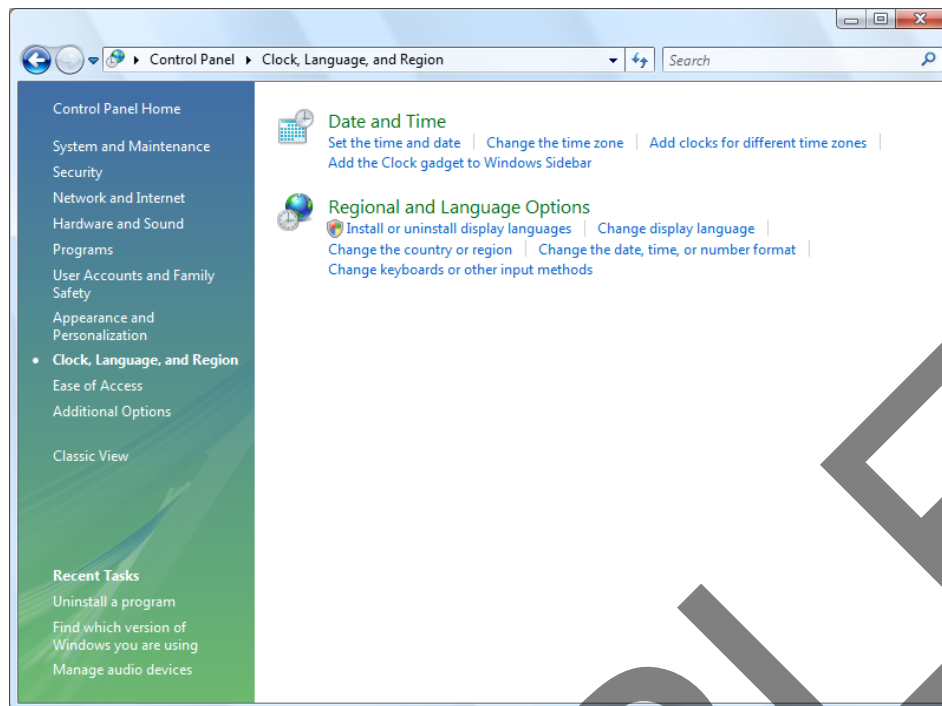 Control Panel Clock, Language, and Region Search
Control Panel Home
System and Maintenance
Security
Network and Internet
Hardware and Sound
Programs
User Accounts and Family
Safety
Appearance and
Personalization
Clock, Language, and Region
Ease of Access
Additional Options
Classic View
Recent Tasks
Uninstall a program
Find which version of
Windows you are using
Manage audio devices
Date and Time
Set the time and date Change the time zone Add clocks for different time zones
Add the Clock gadget to Windows Sidebar
Regional and Language Options
Install or uninstall display languages Change display language
Change the country or region Change the date, time, or number format
Change keyboards or other input methods